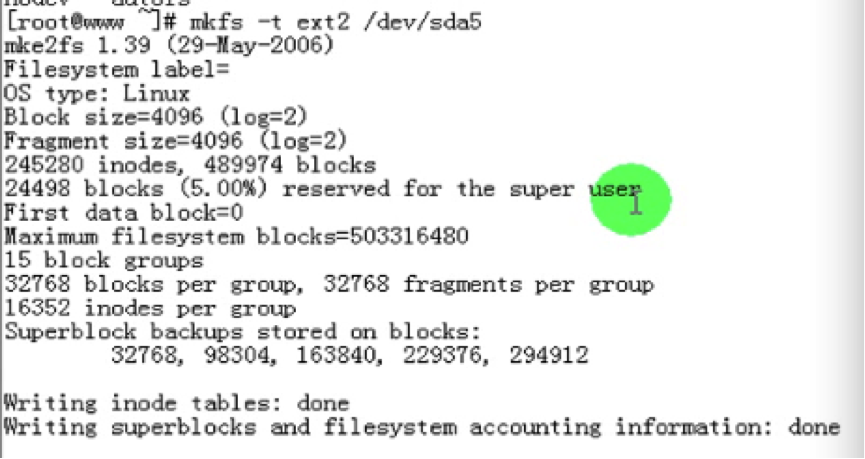 [root@www ~]# mkfs -t ext2 /dev/sda5
mke2fs 1.39 (29-May-2006)
Filesystem label=
OS type: Linux
Block size=4096 (log=2)
Fragment size=4096 (log=2)
245280 inodes, 489974 blocks
24498 blocks (5.00%) reserved for the super user
First data block=0
Maximum filesystem blocks=503316480
15 block groups
32768 blocks per group, 32768 fragments per group
16352 inodes per group
Superblock backups stored on blocks:
32768, 98304, 163840, 229376, 294912
Writing inode tables: done
Writing superblocks and filesystem accounting information: done